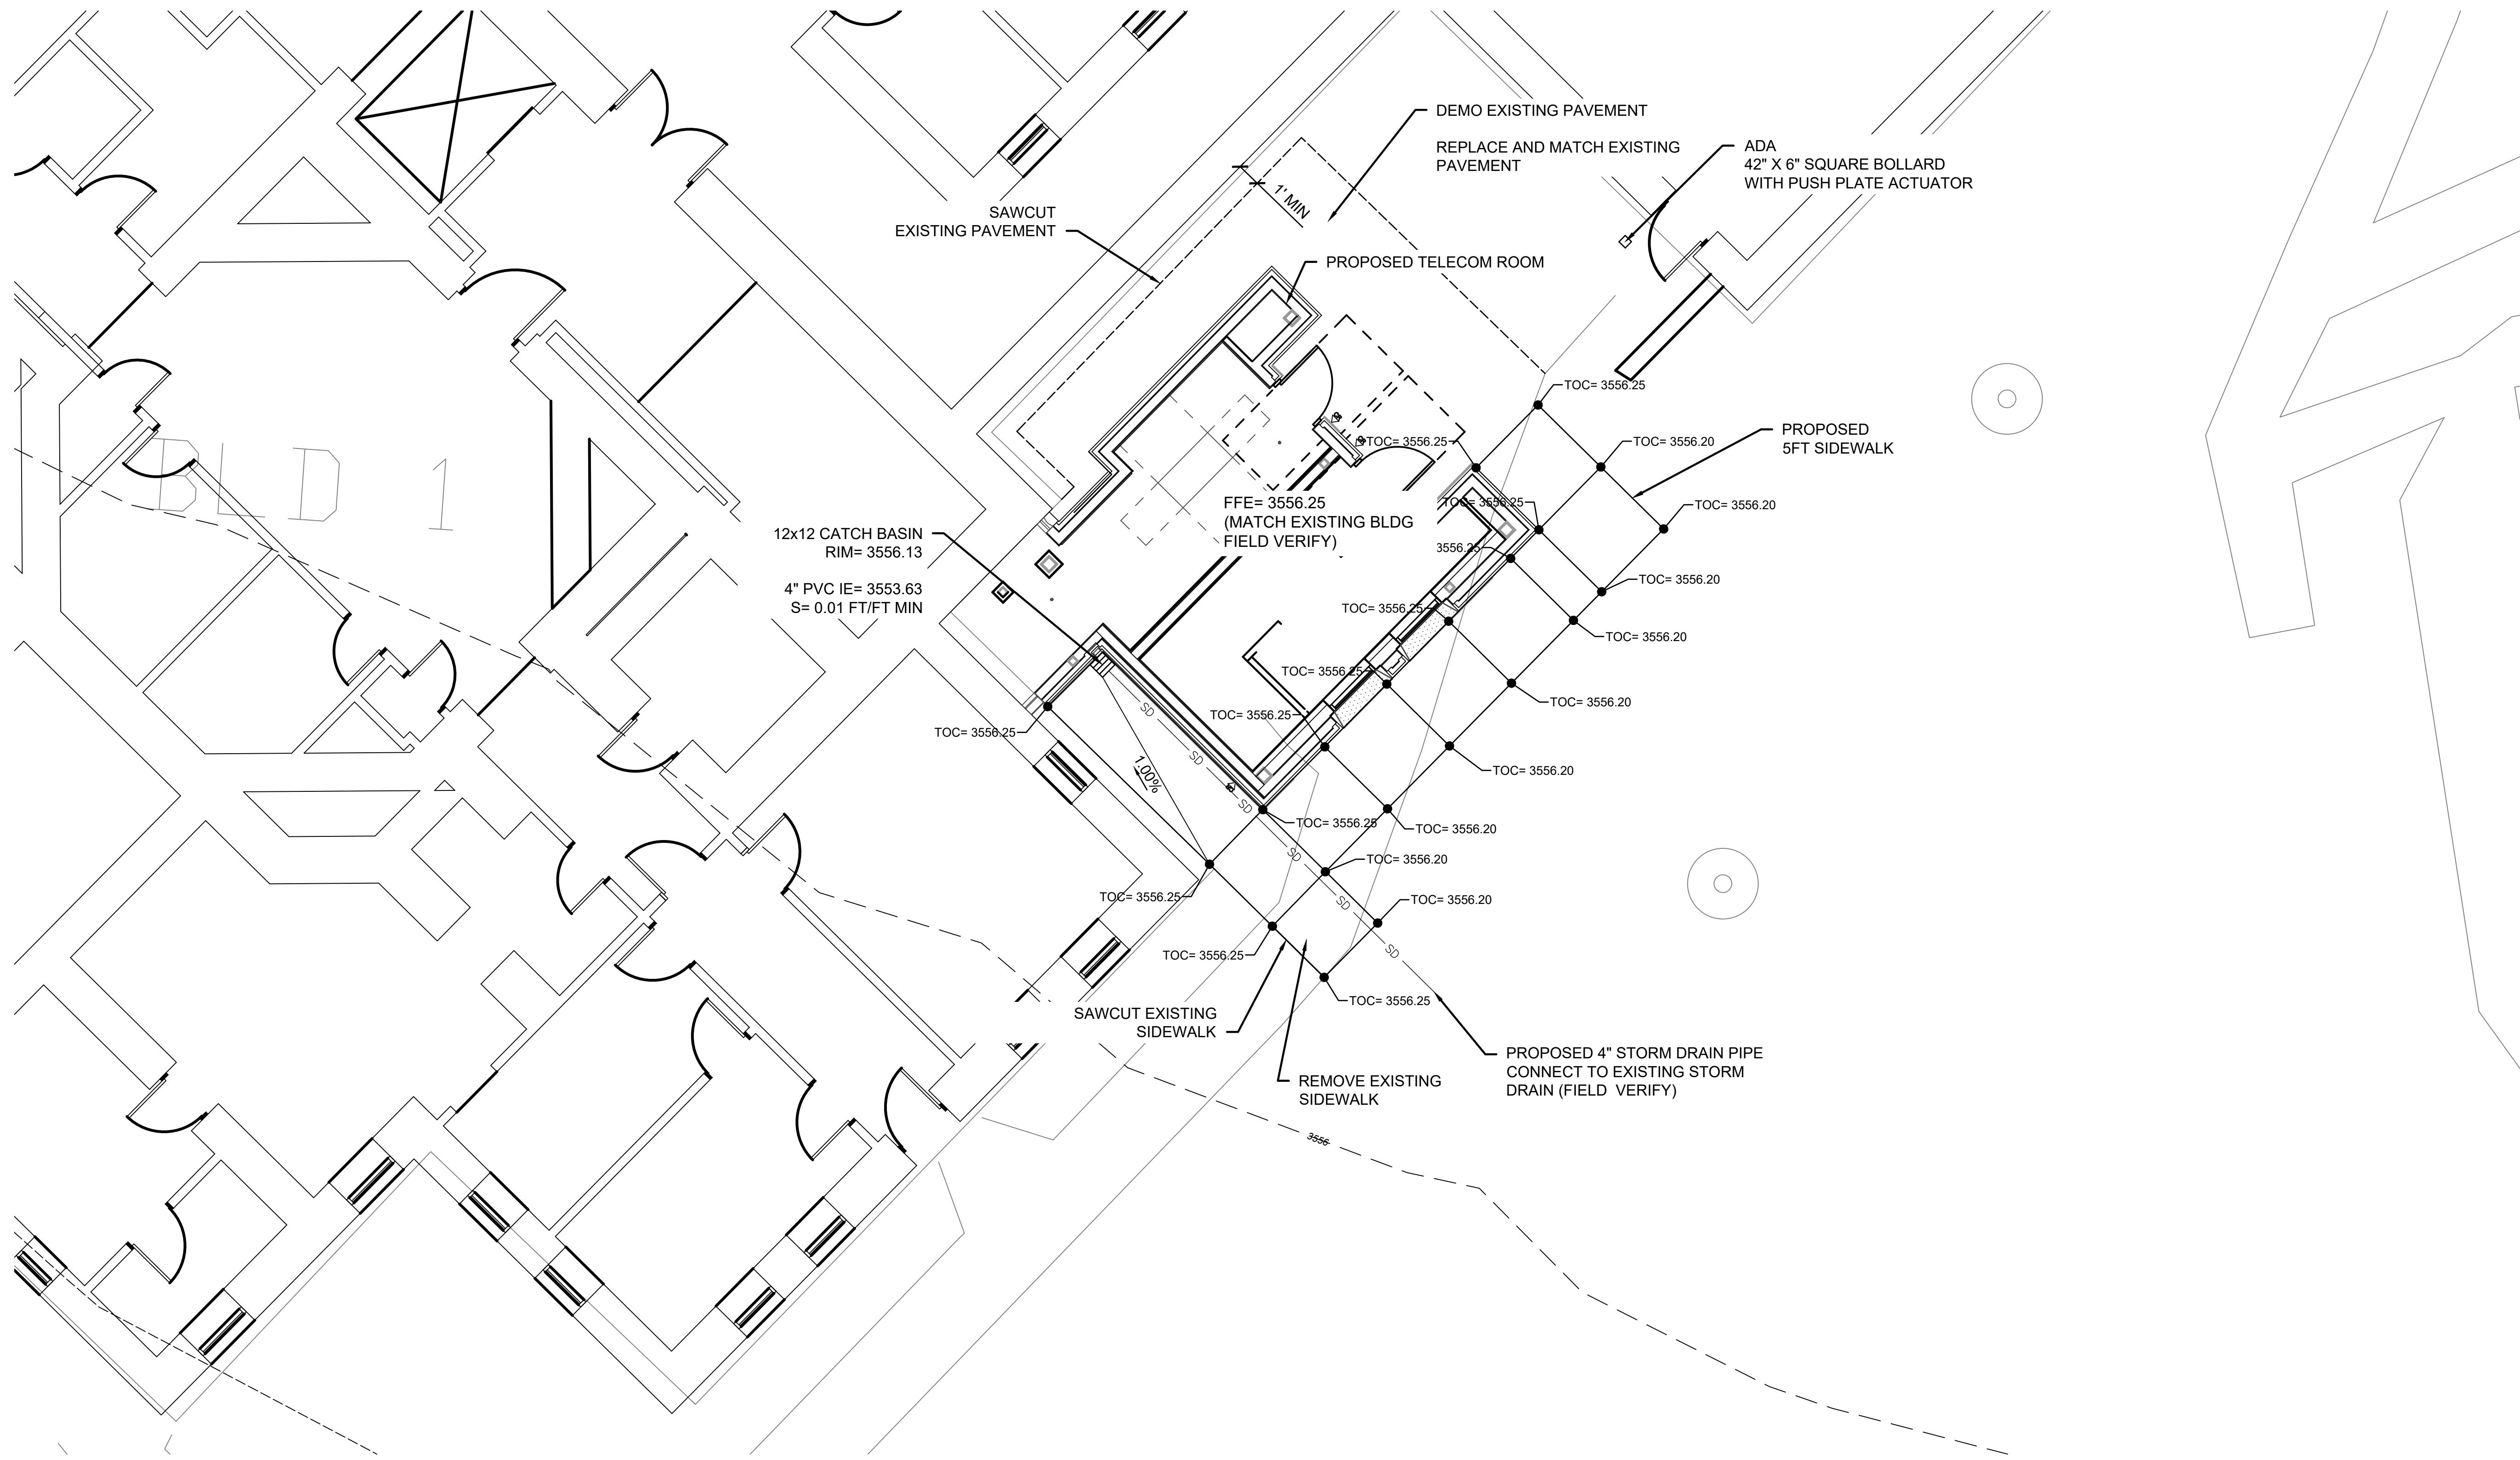 DEMO EXISTING PAVEMENT
REPLACE AND MATCH EXISTING
PAVEMENT
ADA
42" X 6" SQUARE BOLLARD
WITH PUSH PLATE ACTUATOR
1' MIN
SAWCUT
EXISTING PAVEMENT
PROPOSED TELECOM ROOM
TOC= 3556.25
PROPOSED
5FT SIDEWALK
TOC= 3556.25
TOC= 3556.20
BLD 1
FFE= 3556.25
(MATCH EXISTING BLDG
FIELD VERIFY)
TOC= 3556.25
TOC= 3556.20
12x12 CATCH BASIN
RIM= 3556.13
4" PVC IE= 3553.63
S= 0.01 FT/FT MIN
3556.25
TOC= 3556.20
TOC= 3556.25
TOC= 3556.20
TOC= 3556.25
TOC= 3556.20
TOC= 3556.25
SD
TOC= 3556.25
SD
1.00%
TOC= 3556.20
SD
TOC= 3556.25
TOC= 3556.20
SD
TOC= 3556.20
TOC= 3556.25
SD
TOC= 3556.20
SD
TOC= 3556.25
TOC= 3556.25
SAWCUT EXISTING
SIDEWALK
PROPOSED 4" STORM DRAIN PIPE
CONNECT TO EXISTING STORM
DRAIN (FIELD VERIFY)
REMOVE EXISTING
SIDEWALK
3556